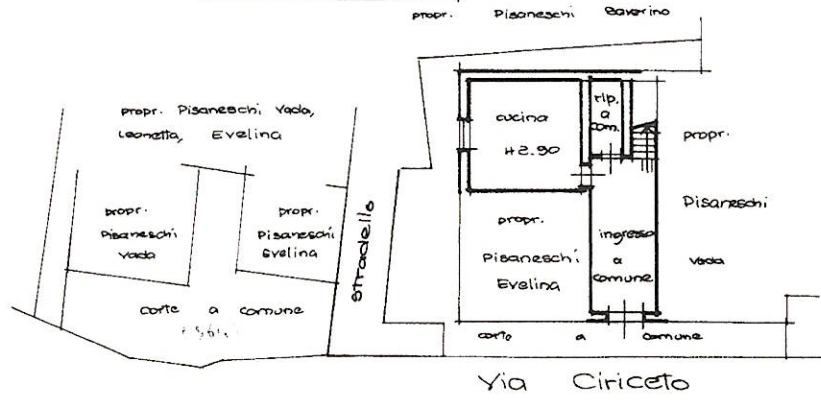 propr. Pisaneschi Saverino
propr. Pisaneschi Vada,
Leonetta, Evelina
propr.
Pisaneschi
Vada
propr.
Pisaneschi
Evelina
corte a comune
stradello
cucina
H2.90
rip.
a
com.
propr.
Pisaneschi
Vada
propr.
Pisaneschi
Evelina
ingresso
a
comune
corte a comune
Via Ciriceto